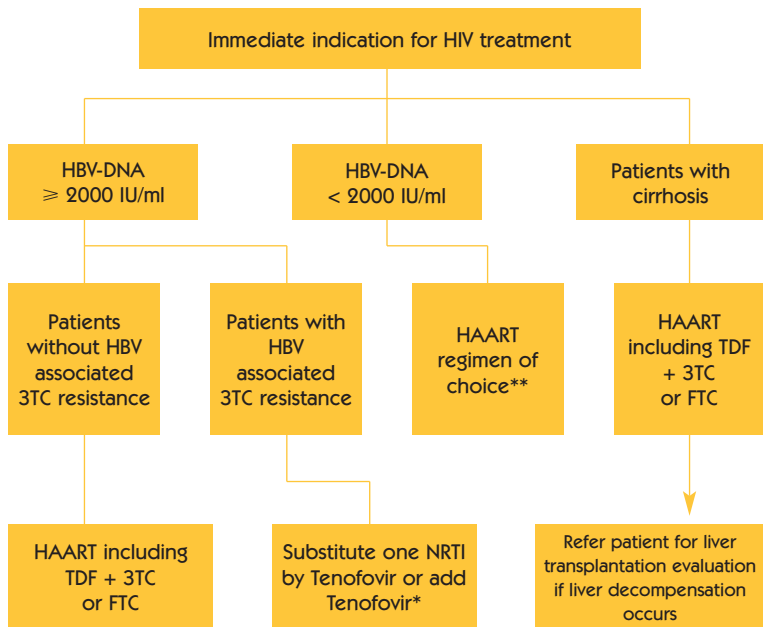 Immediate indication for HIV treatment
HBV-DNA
⩾ 2000 IU/ml
HBV-DNA
< 2000 IU/ml
Patients with
cirrhosis
Patients
without HBV
associated
3TC resistance
Patients with
HBV
associated
3TC resistance
HAART
regimen of
choice**
HAART
including TDF
+ 3TC
or FTC
HAART including
TDF + 3TC
or FTC
Substitute one NRTI
by Tenofovir or add
Tenofovir*
Refer patient for liver
transplantation evaluation
if liver decompensation
occurs